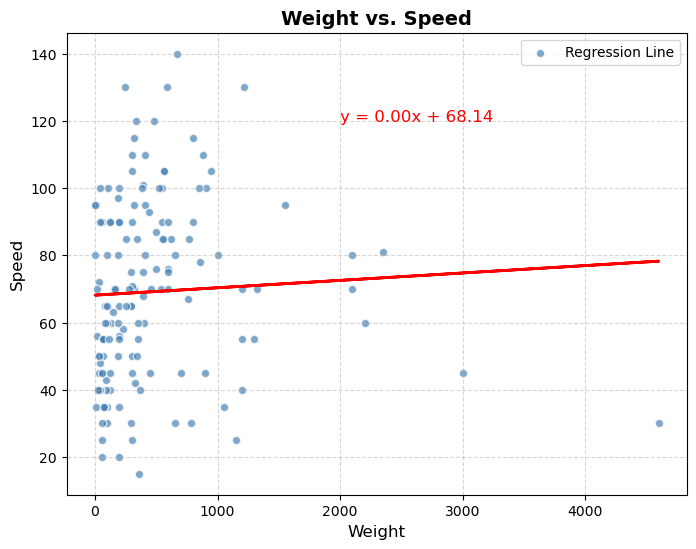 Weight vs. Speed
Regression Line
y = 0.00x + 68.14
Speed
140
120
100
80
60
40
20
0
1000
2000
3000
4000
Weight